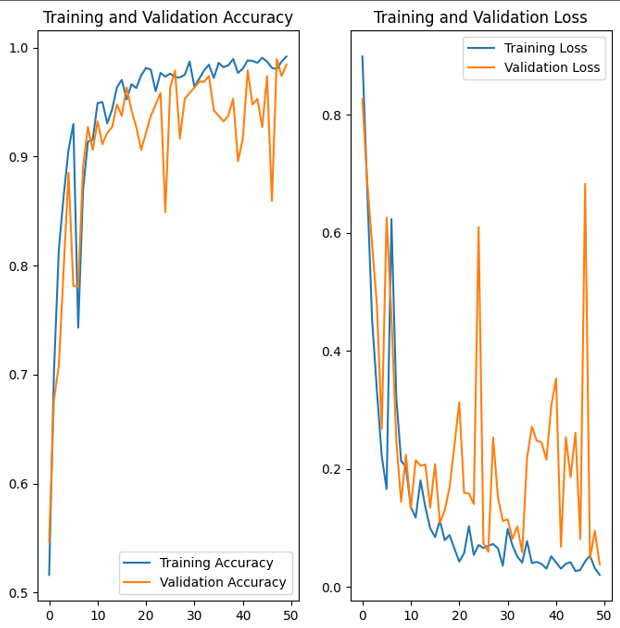 Training and Validation Accuracy
1.0
0.9
0.8
0.7
0.6
0.5
0 10 20 30 40 50
Training Accuracy
Validation Accuracy
Training and Validation Loss
0.8
0.6
0.4
0.2
0.0
0 10 20 30 40 50
Training Loss
Validation Loss